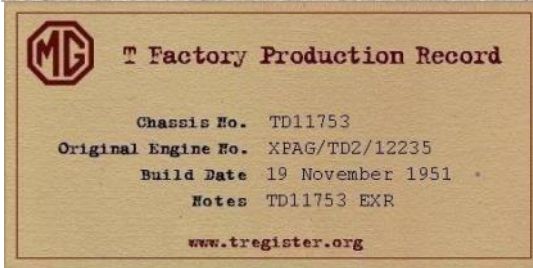 MG
T Factory Production Record
Chassis No. TD11753
Original Engine No. XPAG/TD2/12235
Build Date 19 November 1951
Notes TD11753 EXR
www.tregister.org